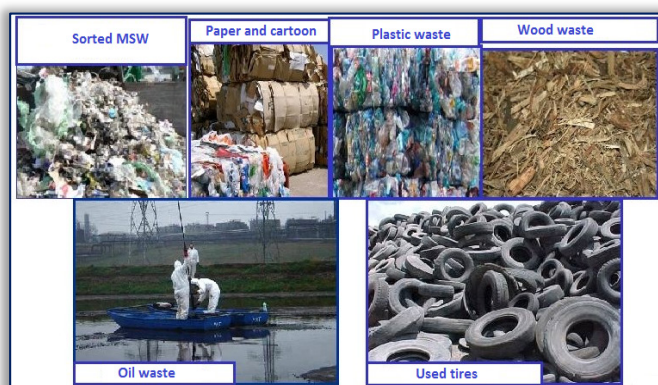 Sorted MSW
Paper and cartoon
Plastic waste
Wood waste
Oil waste
Used tires